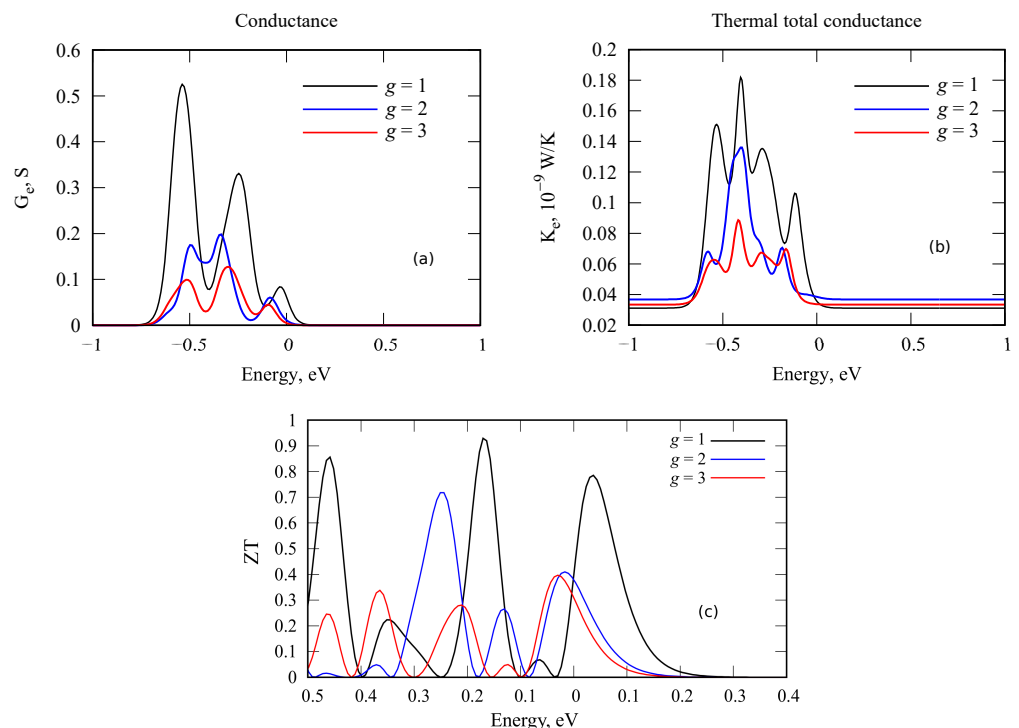 Conductance
0.6
0.5
0.4
0.3
0.2
0.1
0
G_e, S
g = 1
g = 2
g = 3
(a)
−1 −0.5 0 0.5 1
Energy, eV
Thermal total conductance
0.2
0.18
0.16
0.14
0.12
0.1
0.08
0.06
0.04
0.02
K_e, 10^−9 W/K
g = 1
g = 2
g = 3
(b)
−1 −0.5 0 0.5 1
Energy, eV
1
0.9
0.8
0.7
0.6
0.5
0.4
0.3
0.2
0.1
0
ZT
g = 1
g = 2
g = 3
(c)
0.5 0.4 0.3 0.2 0.1 0 0.1 0.2 0.3 0.4
Energy, eV